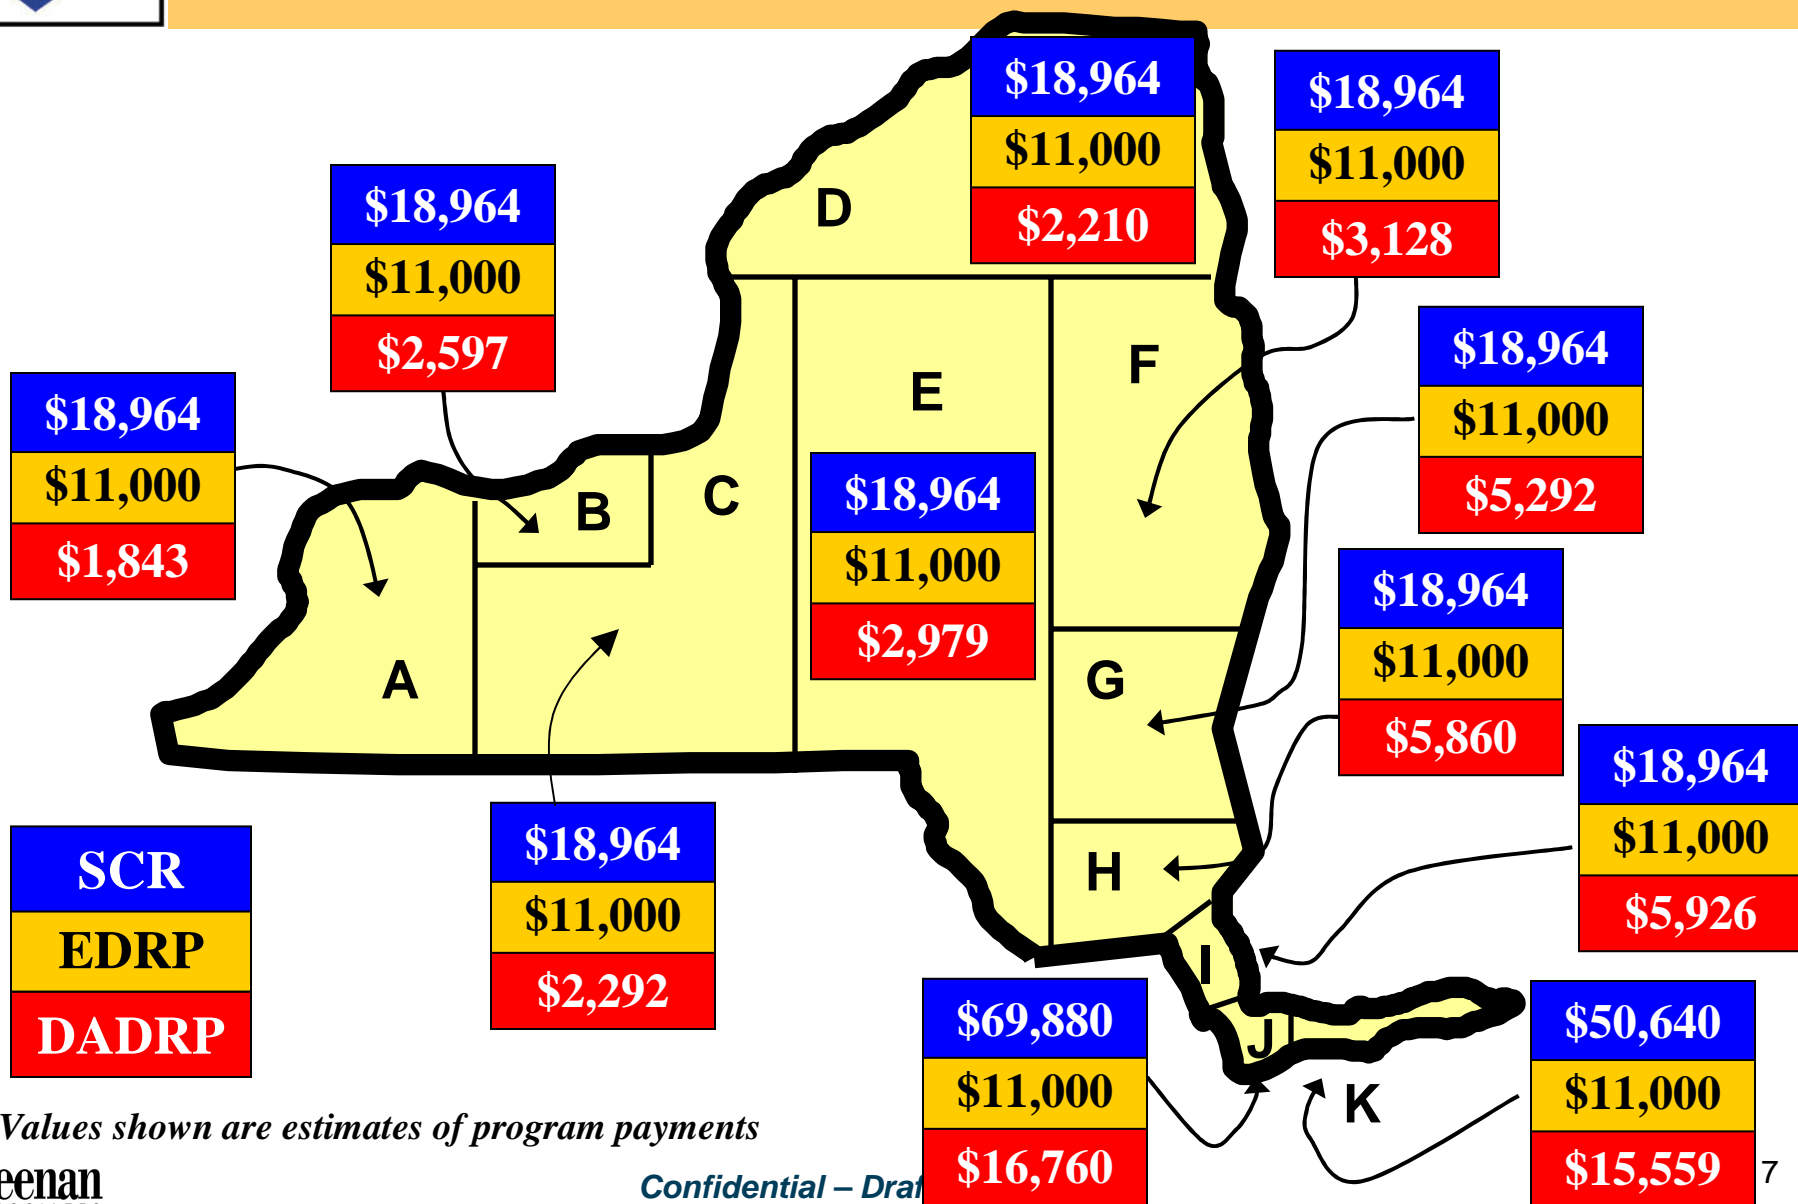 $18,964
$11,000
$2,210
$18,964
$11,000
$3,128
$18,964
$11,000
$2,597
D
$18,964
$11,000
$5,292
F
E
$18,964
$11,000
$1,843
B
C
$18,964
$11,000
$2,979
$18,964
$11,000
$5,860
A
G
$18,964
$11,000
$5,926
H
$18,964
$11,000
$2,292
SCR
EDRP
DADRP
I
J
K
$69,880
$11,000
$16,760
$50,640
$11,000
$15,559
Values shown are estimates of program payments
eenan
Confidential – Draf
7